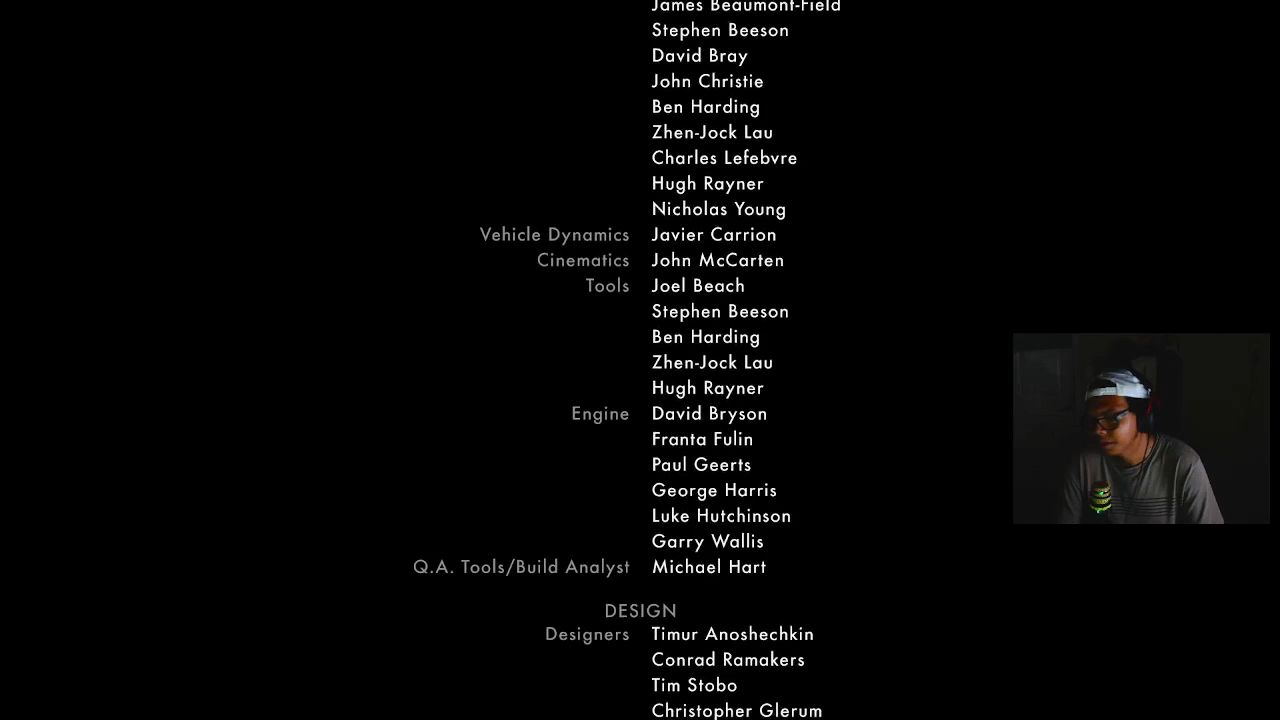 James Beaumont-Field
Stephen Beeson
David Bray
John Christie
Ben Harding
Zhen-Jock Lau
Charles Lefebvre
Hugh Rayner
Nicholas Young
Vehicle Dynamics Javier Carrion
Cinematics John McCarten
Tools Joel Beach
Stephen Beeson
Ben Harding
Zhen-Jock Lau
Hugh Rayner
Engine David Bryson
Franta Fulin
Paul Geerts
George Harris
Luke Hutchinson
Garry Wallis
Q.A. Tools/Build Analyst Michael Hart
DESIGN
Designers Timur Anoshechkin
Conrad Ramakers
Tim Stobo
Christopher Glerum